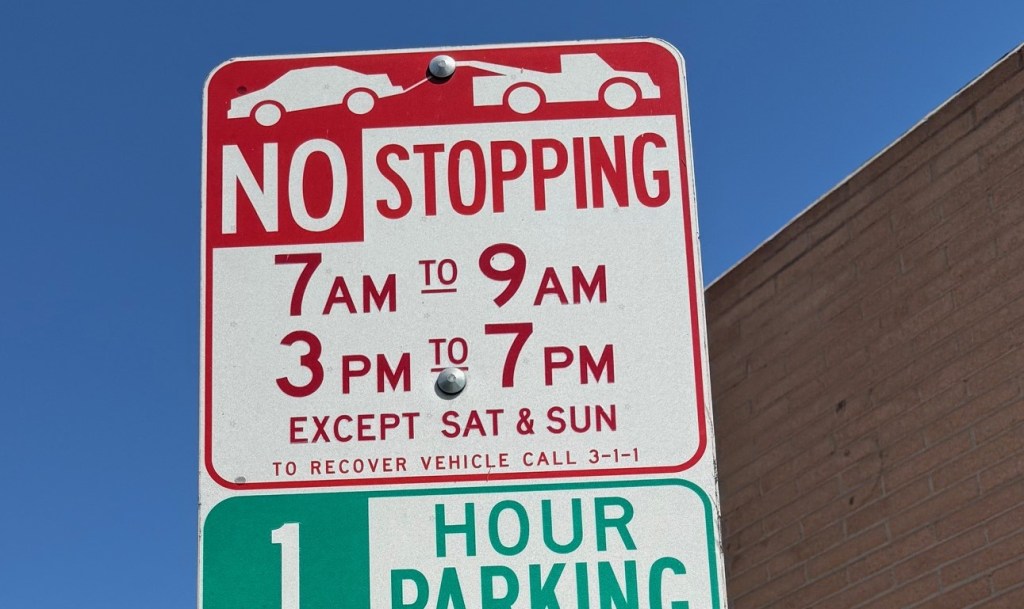 NO STOPPING
7AM TO 9AM
3PM TO 7PM
EXCEPT SAT & SUN
TO RECOVER VEHICLE CALL 3-1-1
1 HOUR
PARKING